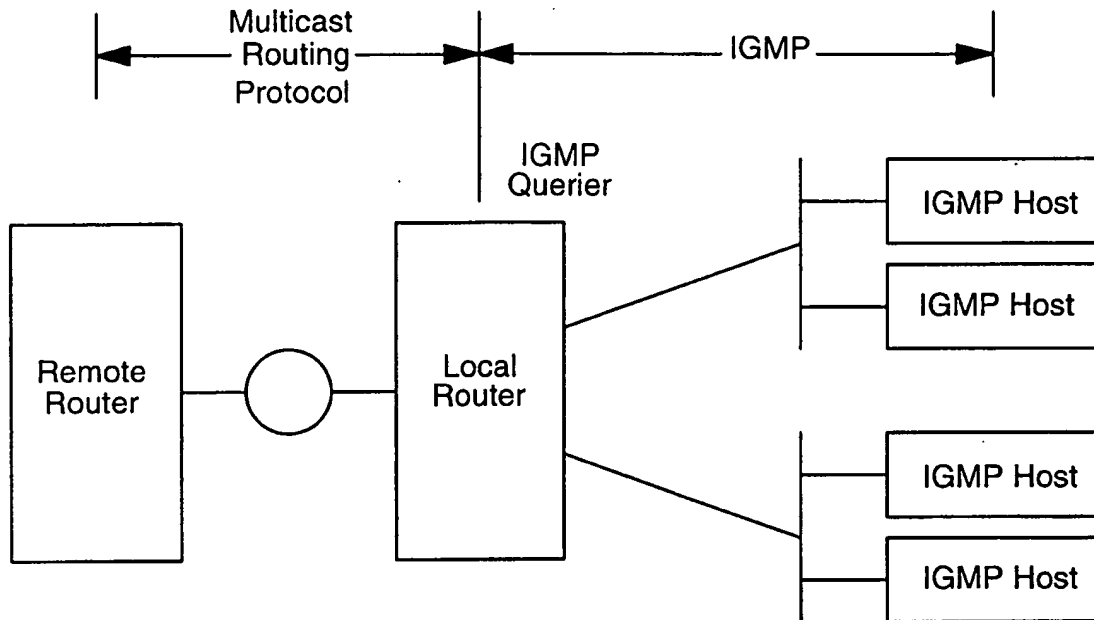 Multicast
Routing
Protocol
IGMP
IGMP
Querier
Remote
Router
Local
Router
IGMP Host
IGMP Host
IGMP Host
IGMP Host